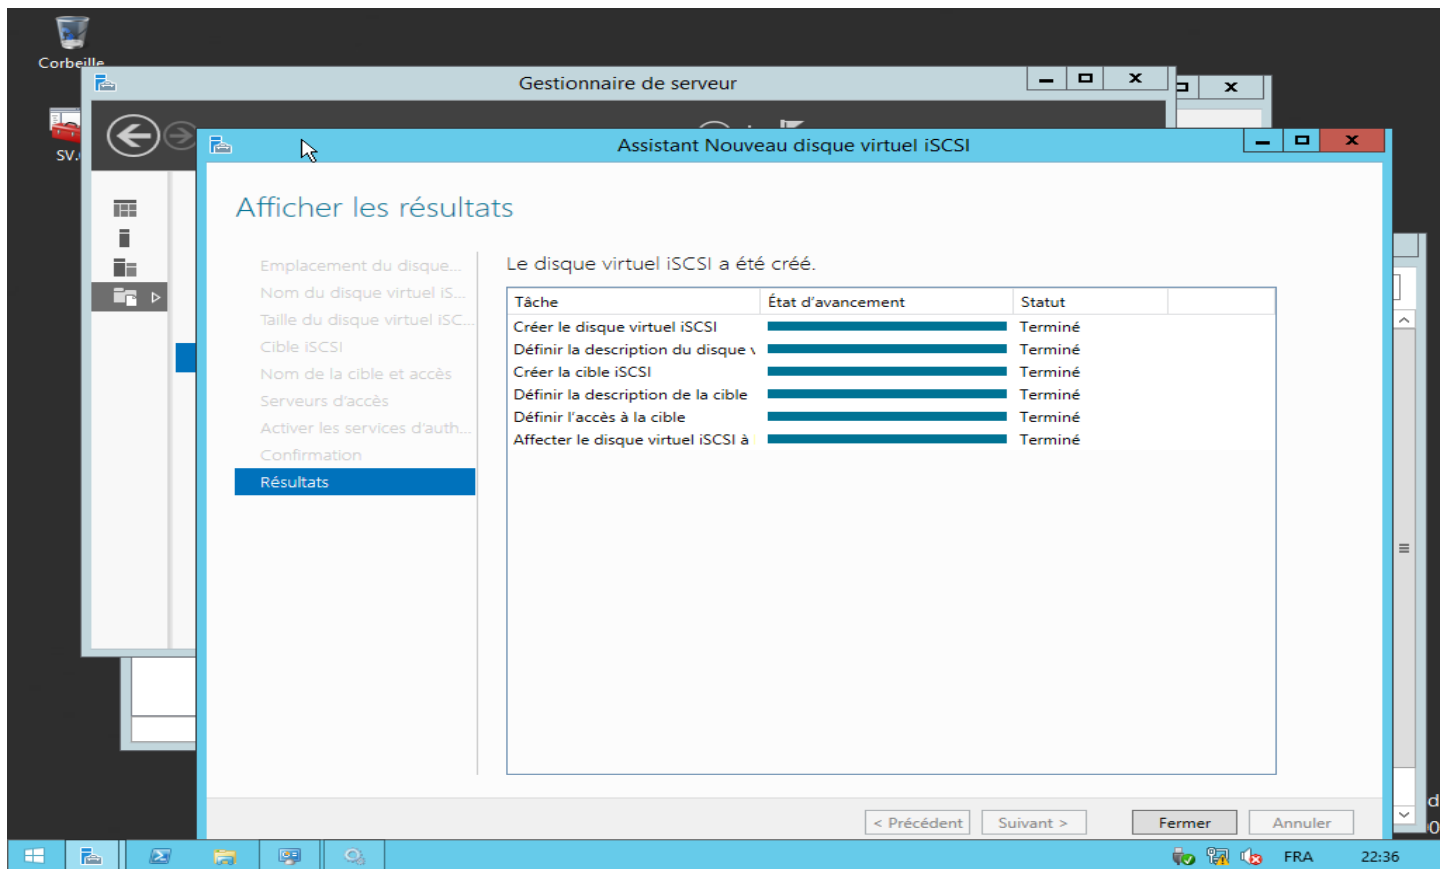 Corbeille
Gestionnaire de serveur
SV.
Assistant Nouveau disque virtuel iSCSI
Afficher les résultats
Emplacement du disque...
Nom du disque virtuel iS...
Taille du disque virtuel iSC...
Cible iSCSI
Nom de la cible et accès
Serveurs d'accès
Activer les services d'auth...
Confirmation
Résultats
Le disque virtuel iSCSI a été créé.
Tâche État d'avancement Statut
Créer le disque virtuel iSCSI Terminé
Définir la description du disque Terminé
Créer la cible iSCSI Terminé
Définir la description de la cible Terminé
Définir l'accès à la cible Terminé
Affecter le disque virtuel iSCSI à Terminé
< Précédent Suivant > Fermer Annuler
FRA 22:36